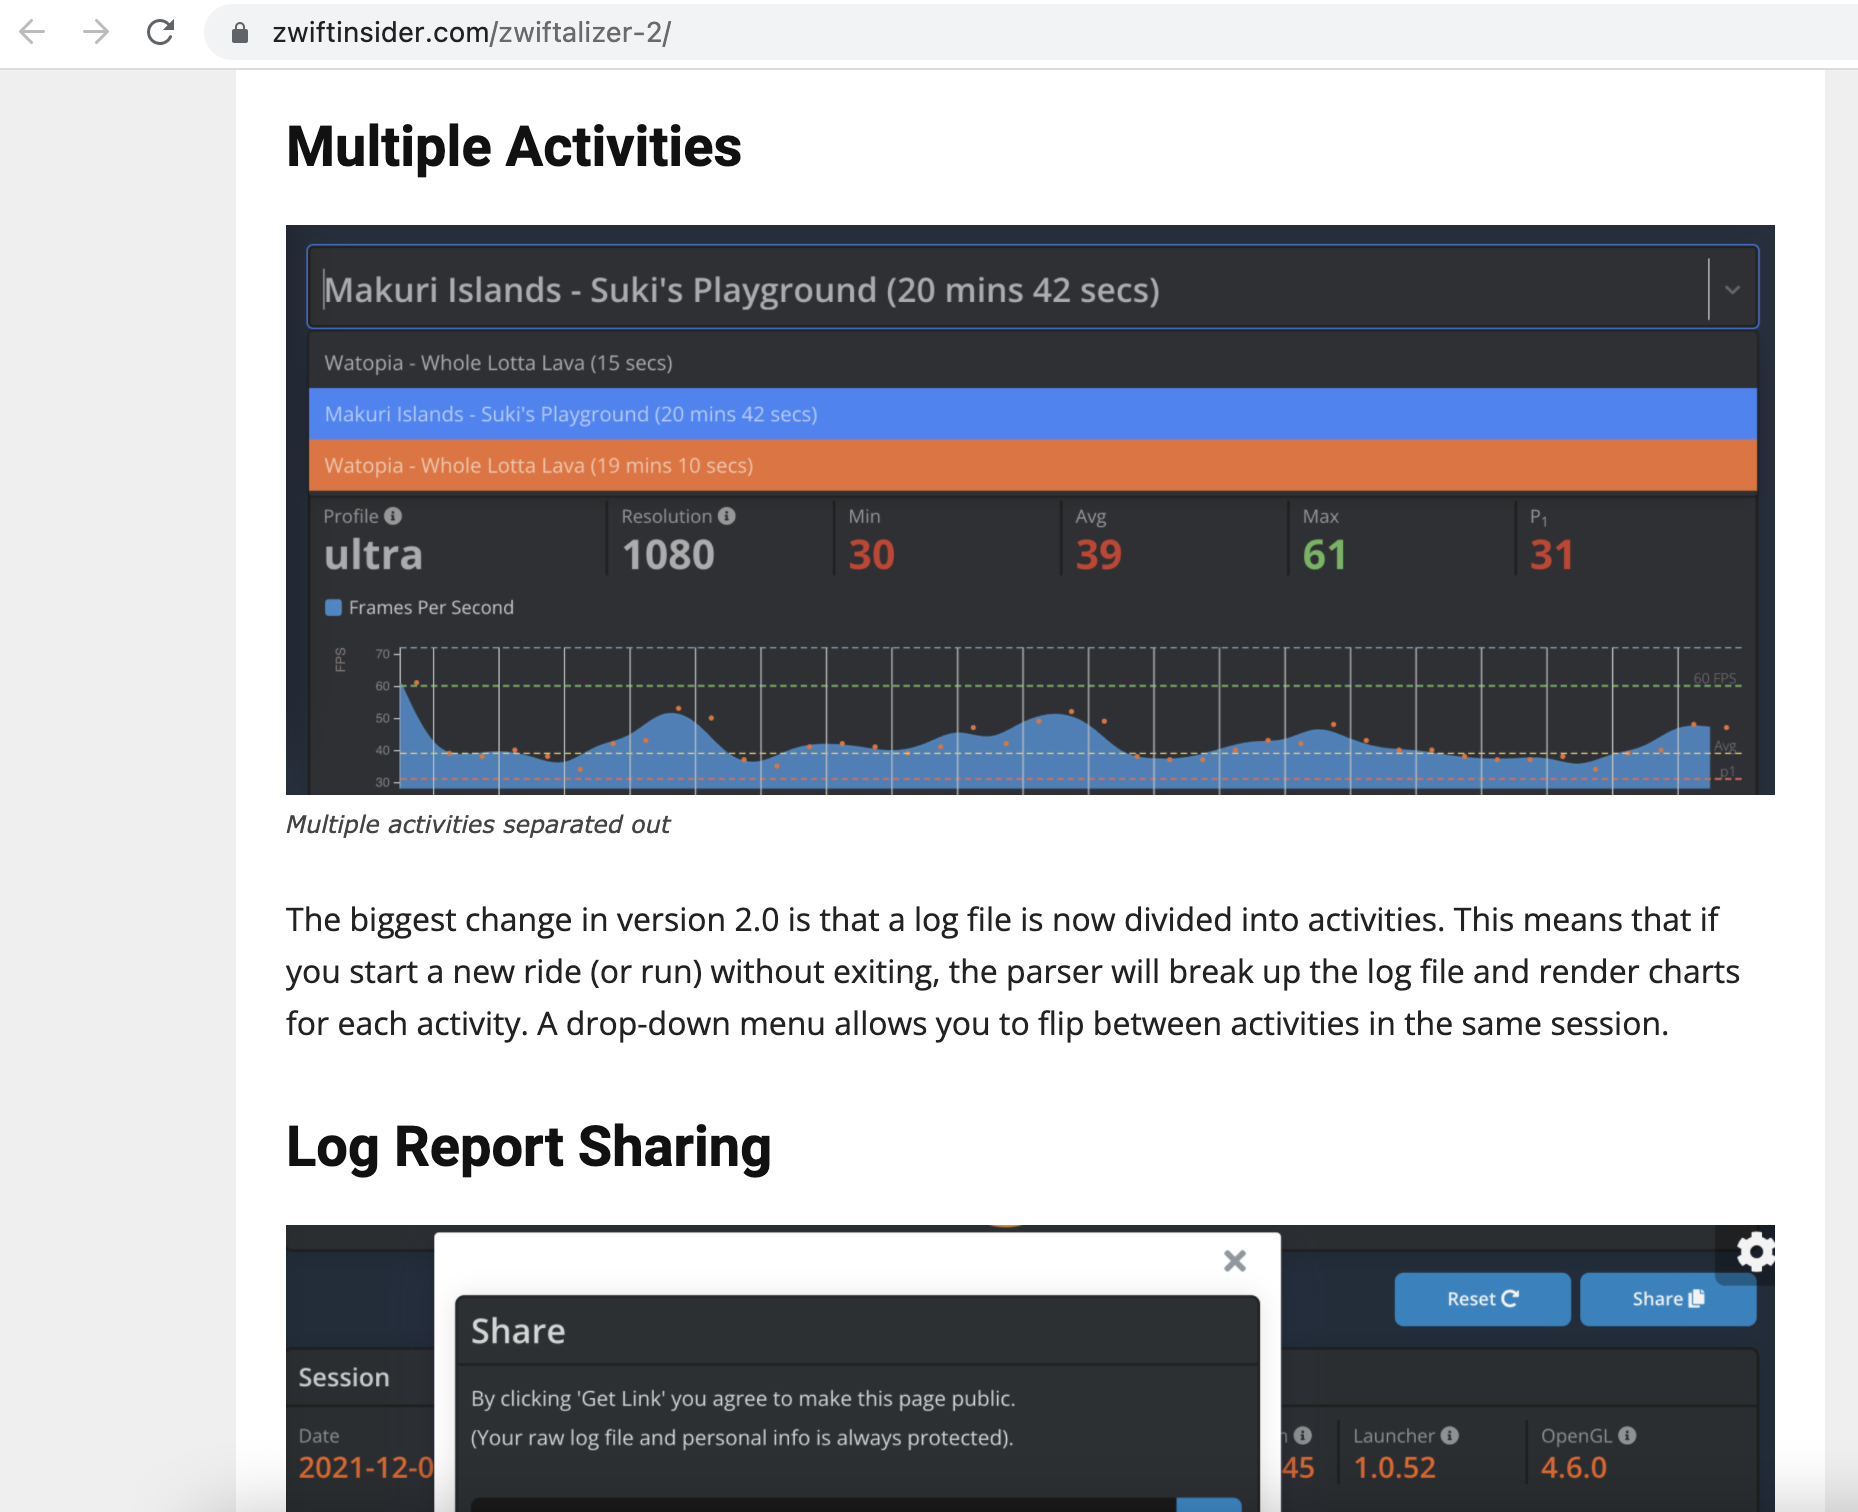 zwiftinsider.com/zwiftalizer-2/
Multiple Activities
Makuri Islands - Suki's Playground (20 mins 42 secs)
Watopia - Whole Lotta Lava (15 secs)
Makuri Islands - Suki's Playground (20 mins 42 secs)
Watopia - Whole Lotta Lava (19 mins 10 secs)
Profile Resolution Min Avg Max P1
ultra 1080 30 39 61 31
Frames Per Second
FPS
70
60 60 FPS
50
40 Avg
30 p1
Multiple activities separated out
The biggest change in version 2.0 is that a log file is now divided into activities. This means that if
you start a new ride (or run) without exiting, the parser will break up the log file and render charts
for each activity. A drop-down menu allows you to flip between activities in the same session.
Log Report Sharing
Reset Share
Share
Session
By clicking 'Get Link' you agree to make this page public.
(Your raw log file and personal info is always protected).
Date Launcher OpenGL
2021-12-0 45 1.0.52 4.6.0